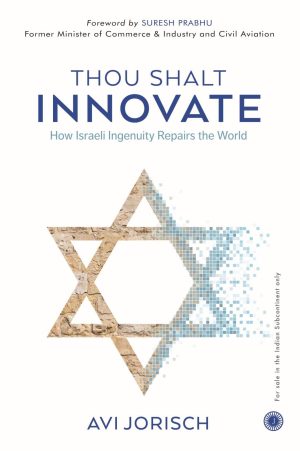 Foreword by SURESH PRABHU
Former Minister of Commerce & Industry and Civil Aviation
THOU SHALT
INNOVATE
How Israeli Ingenuity Repairs the World
For sale in the Indian Subcontinent only
AVI JORISCH